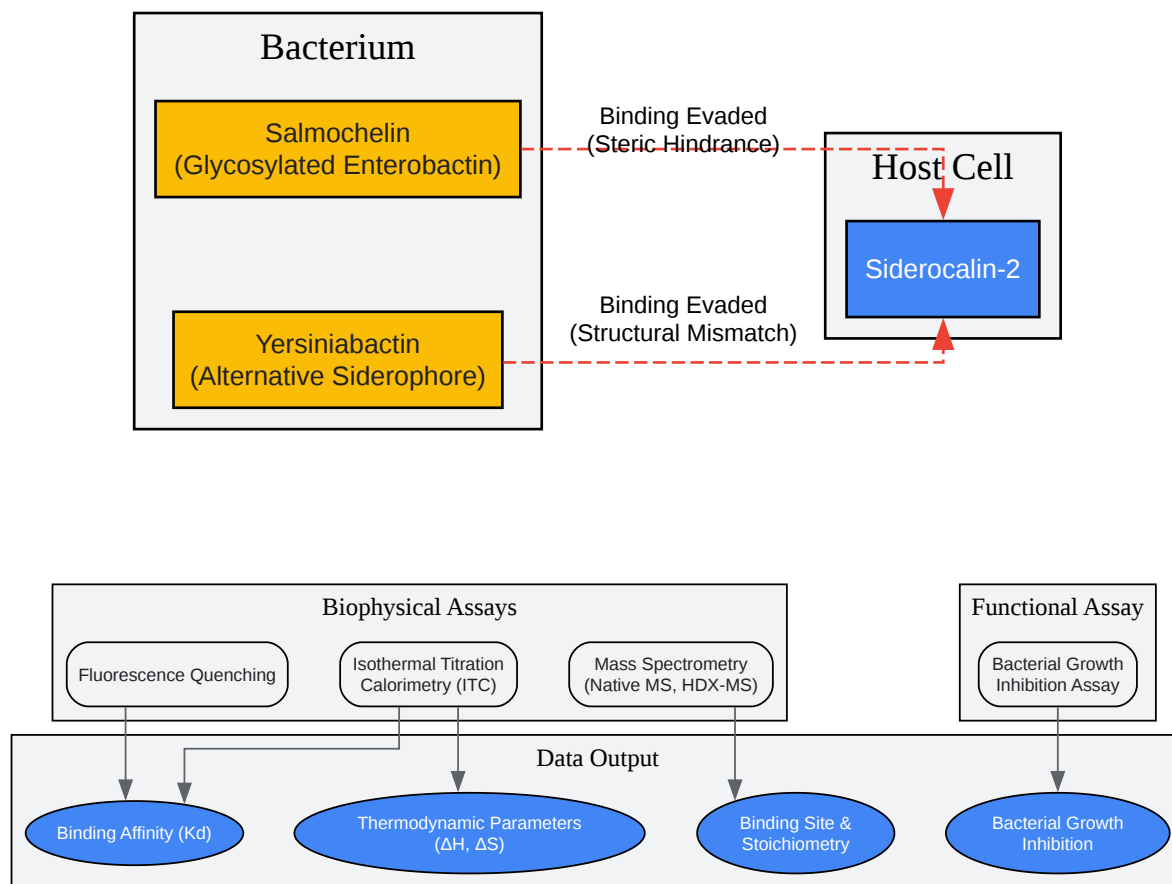 Bacterium
Salmochelin
(Glycosylated Enterobactin)
Binding Evaded
(Steric Hindrance)
Host Cell
Siderocalin-2
Yersiniabactin
(Alternative Siderophore)
Binding Evaded
(Structural Mismatch)
Biophysical Assays
Fluorescence Quenching
Isothermal Titration
Calorimetry (ITC)
Mass Spectrometry
(Native MS, HDX-MS)
Functional Assay
Bacterial Growth
Inhibition Assay
Data Output
Binding Affinity (Kd)
Thermodynamic Parameters
(ΔH, ΔS)
Binding Site &
Stoichiometry
Bacterial Growth
Inhibition